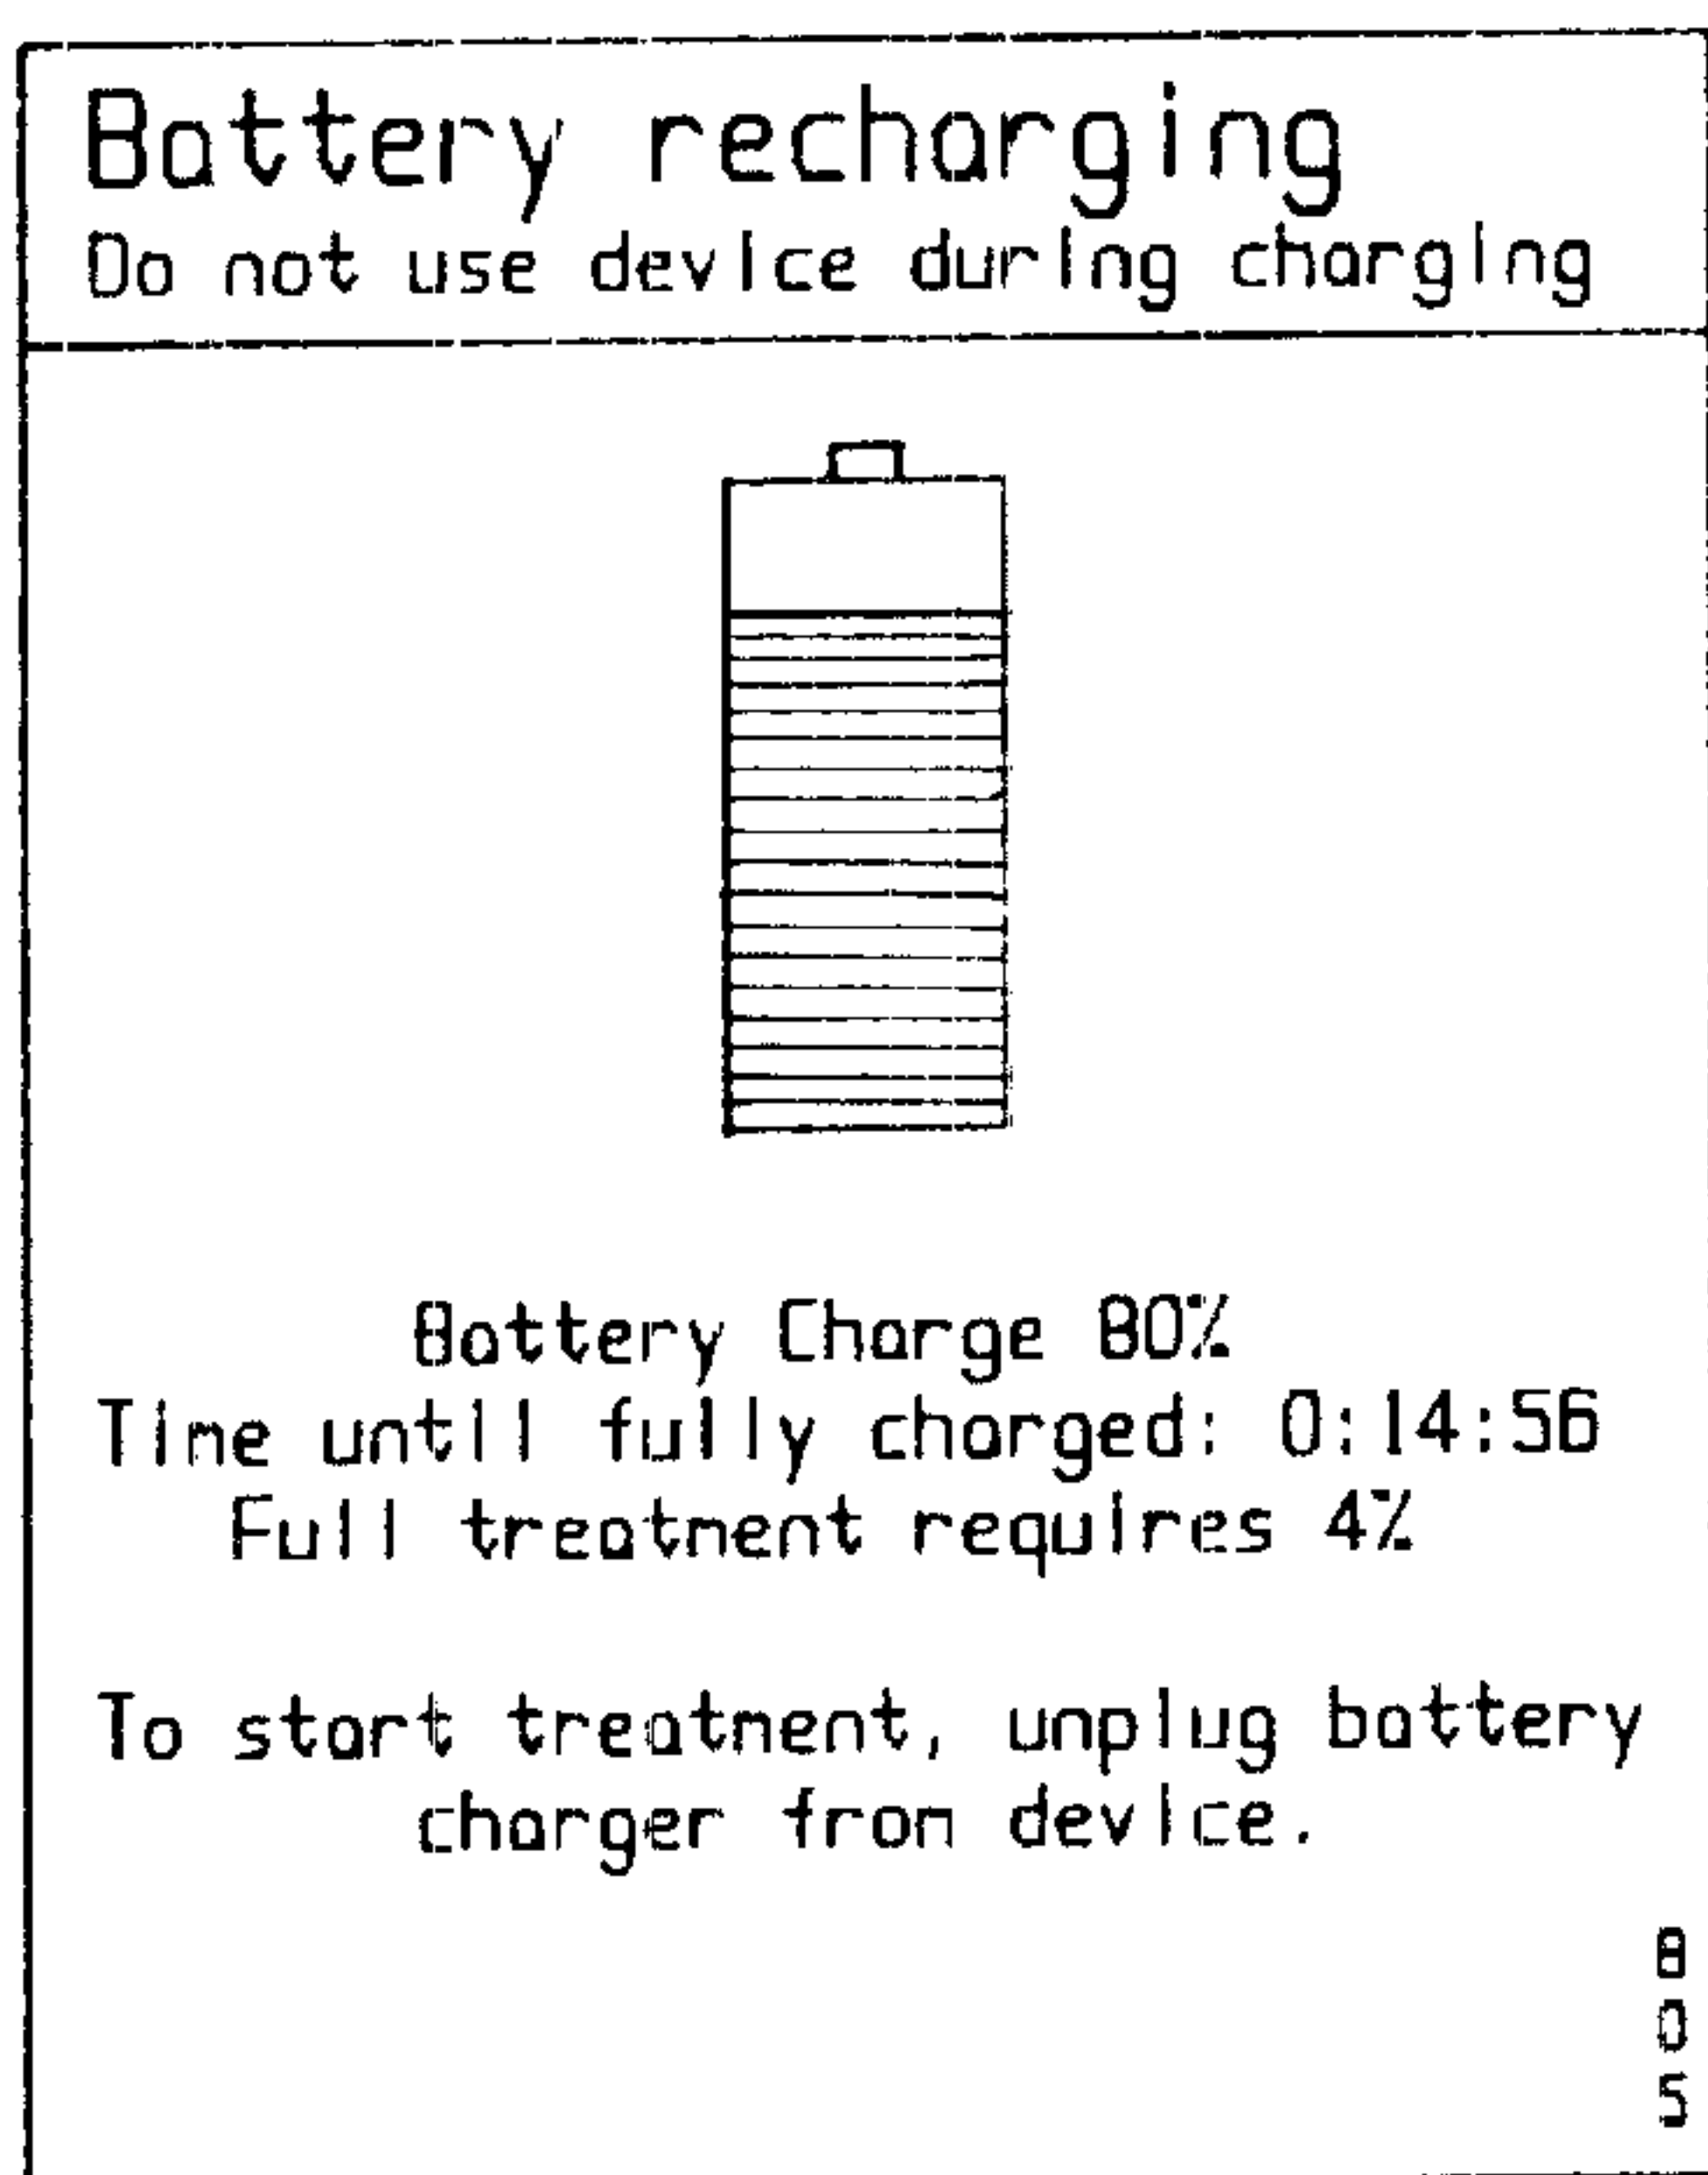 Battery recharging
Do not use device during charging
Battery Charge 80%
Time until fully charged: 0:14:56
Full treatment requires 4%
To start treatment, unplug battery
charger from device.
8
0
5